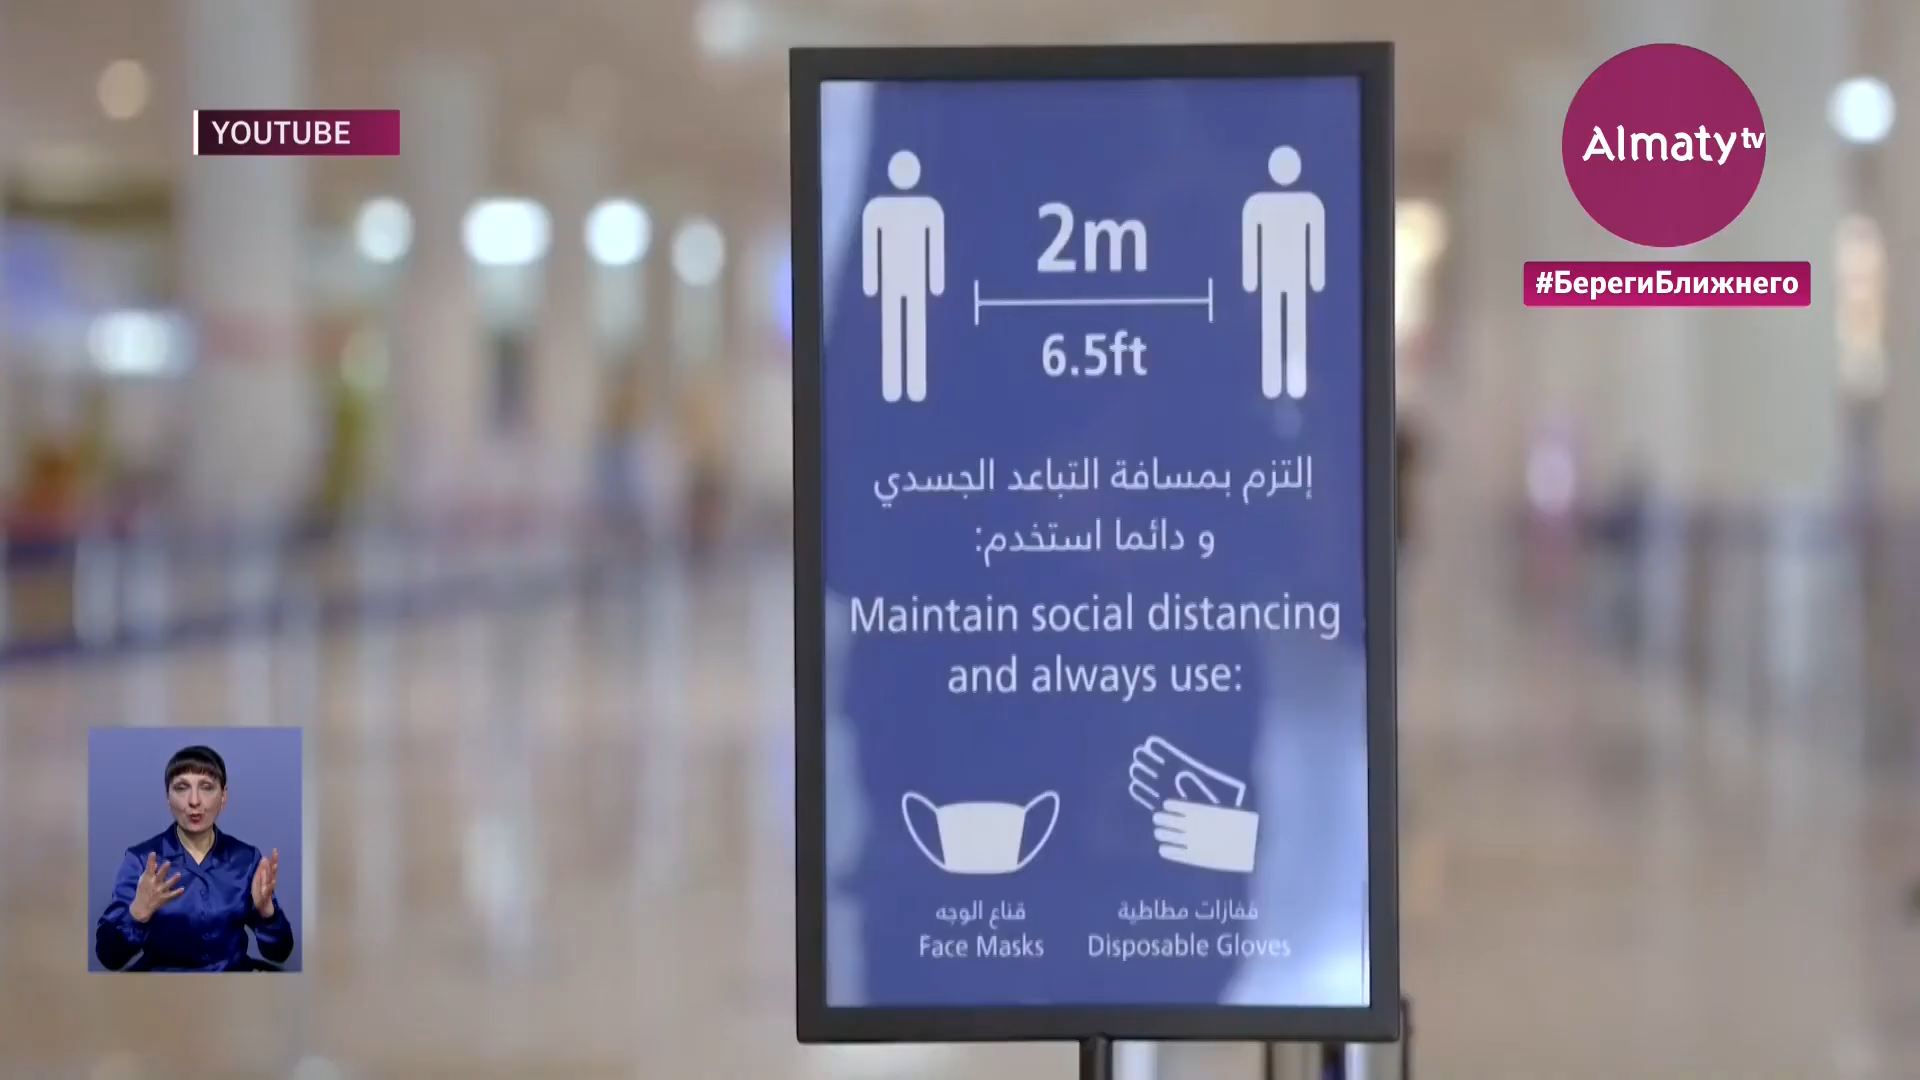 YOUTUBE
Almaty tv
#БерегиБлижнего
2m
6.5ft
إلتزم بمسافة التباعد الجسدي
و دائما استخدم:
Maintain social distancing
and always use:
قناع الوجه
Face Masks
قفازات مطاطية
Disposable Gloves